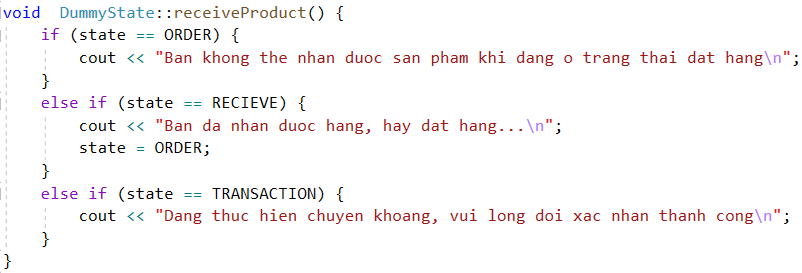 void  DummyState::receiveProduct() {
    if (state == ORDER) {
        cout << "Ban khong the nhan duoc san pham khi dang o trang thai dat hang\n";
    }
    else if (state == RECIEVE) {
        cout << "Ban da nhan duoc hang, hay dat hang...\n";
        state = ORDER;
    }
    else if (state == TRANSACTION) {
        cout << "Dang thuc hien chuyen khoang, vui long doi xac nhan thanh cong\n";
    }
}